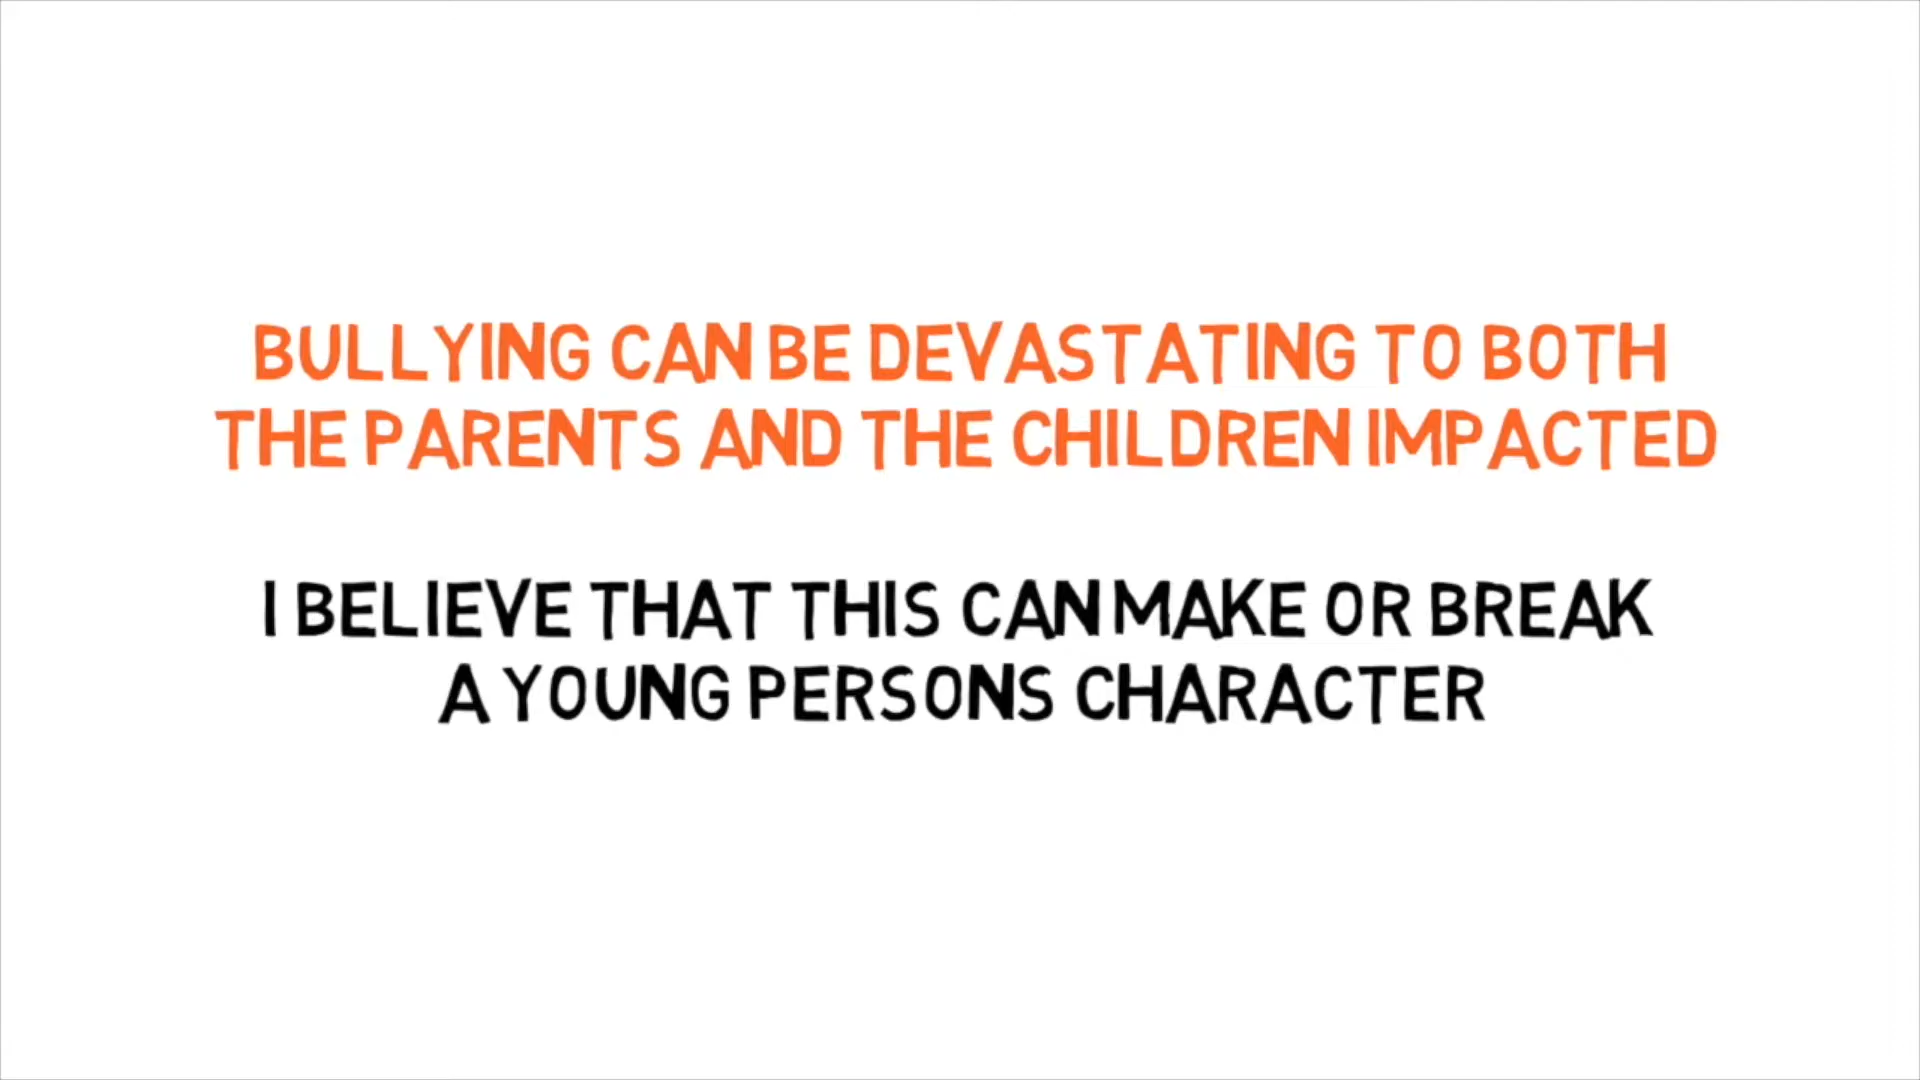 BULLYING CAN BE DEVASTATING TO BOTH
THE PARENTS AND THE CHILDREN IMPACTED
I BELIEVE THAT THIS CAN MAKE OR BREAK
A YOUNG PERSONS CHARACTER